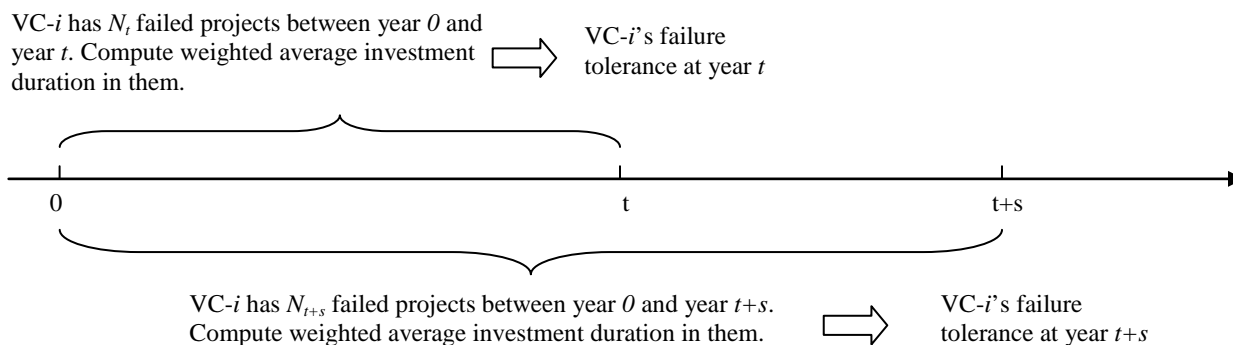 VC-i has Nt failed projects between year 0 and
year t. Compute weighted average investment
duration in them.
VC-i's failure
tolerance at year t
0
t
t+s
VC-i has Nt+s failed projects between year 0 and year t+s.
Compute weighted average investment duration in them.
VC-i's failure
tolerance at year t+s